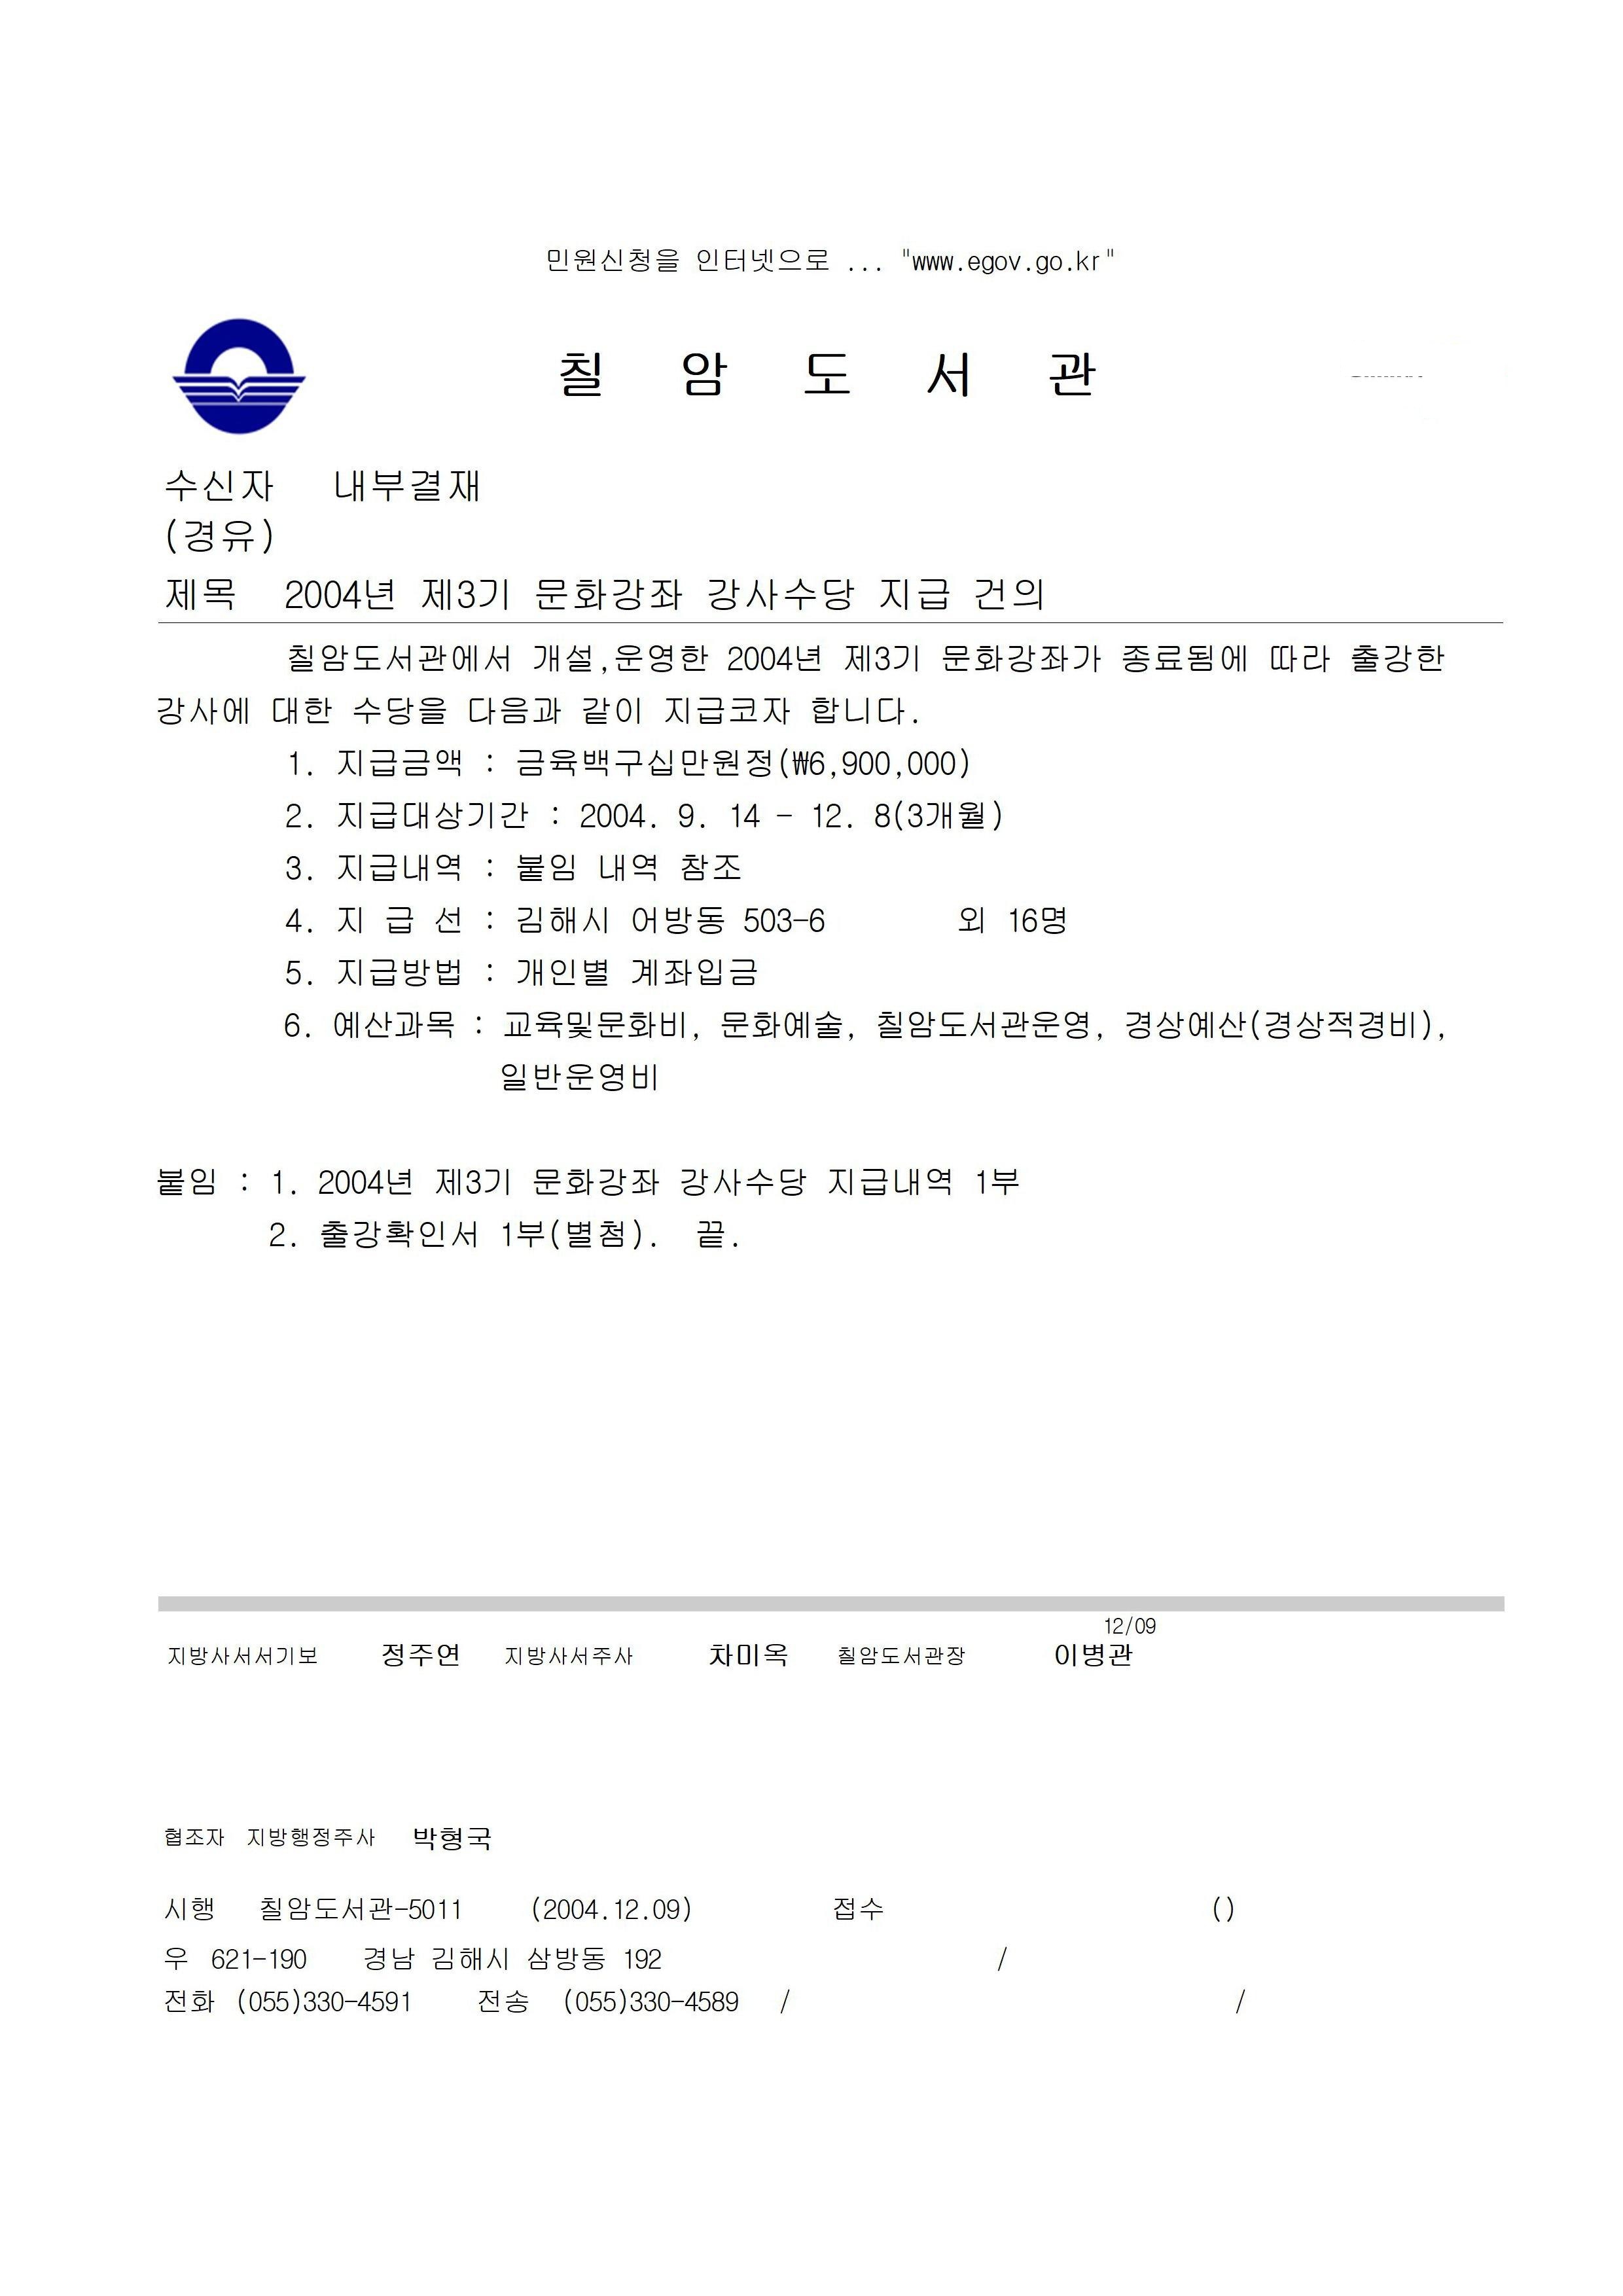 민원신청을 인터넷으로 ... "www.egov.go.kr"
칠 암 도 서 관
수신자 내부결재
(경유)
제목 2004년 제3기 문화강좌 강사수당 지급 건의
칠암도서관에서 개설,운영한 2004년 제3기 문화강좌가 종료됨에 따라 출강한
강사에 대한 수당을 다음과 같이 지급코자 합니다.
1. 지급금액 : 금육백구십만원정(₩6,900,000)
2. 지급대상기간 : 2004. 9. 14 - 12. 8(3개월)
3. 지급내역 : 붙임 내역 참조
4. 지 급 선 : 김해시 어방동 503-6 외 16명
5. 지급방법 : 개인별 계좌입금
6. 예산과목 : 교육및문화비, 문화예술, 칠암도서관운영, 경상예산(경상적경비),
일반운영비
붙임 : 1. 2004년 제3기 문화강좌 강사수당 지급내역 1부
2. 출강확인서 1부(별첨). 끝.
12/09
지방사서서기보 정주연 지방사서주사 차미옥 칠암도서관장 이병관
협조자 지방행정주사 박형국
시행 칠암도서관-5011 (2004.12.09) 접수 ()
우 621-190 경남 김해시 삼방동 192 /
전화 (055)330-4591 전송 (055)330-4589 / /